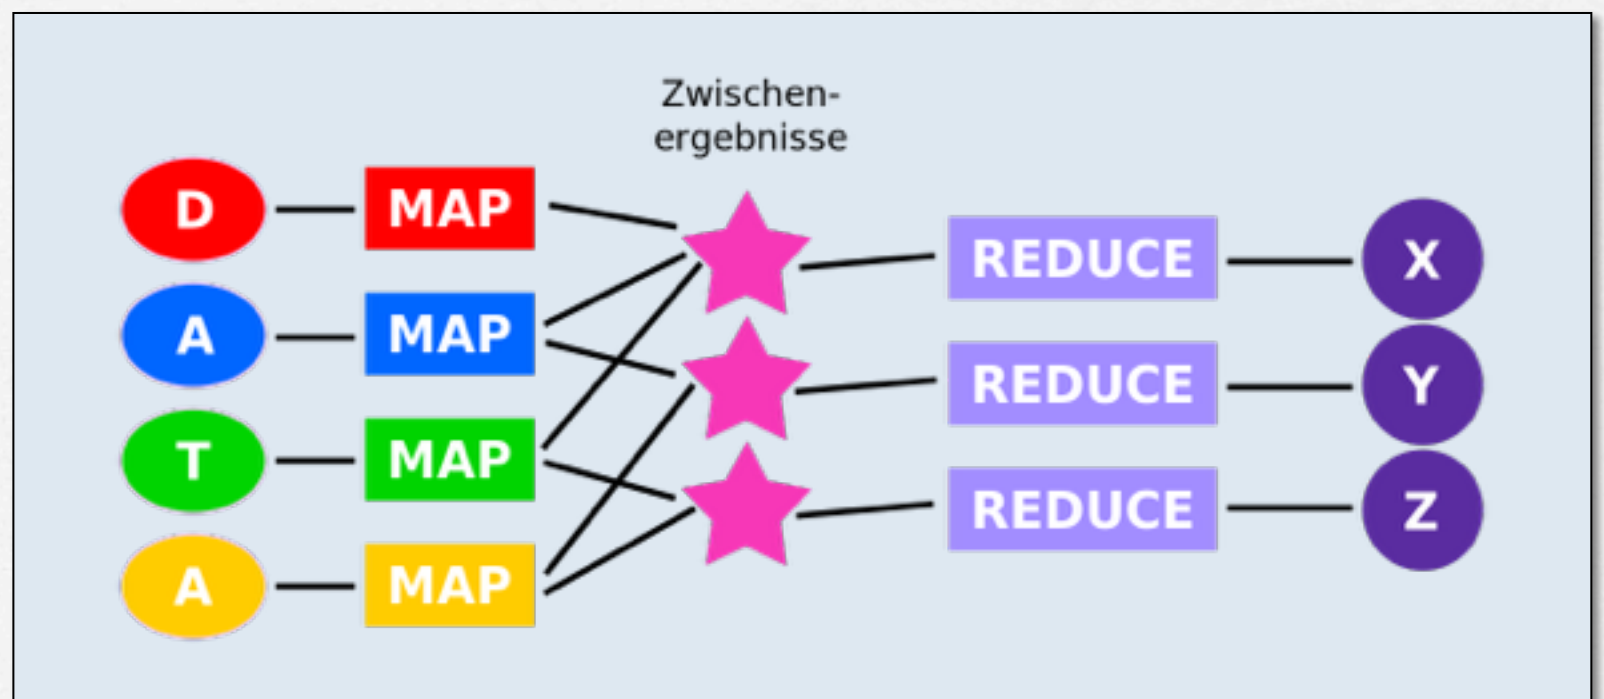 Zwischen-
ergebnisse
D MAP
A MAP
T MAP
A MAP
REDUCE X
REDUCE Y
REDUCE Z